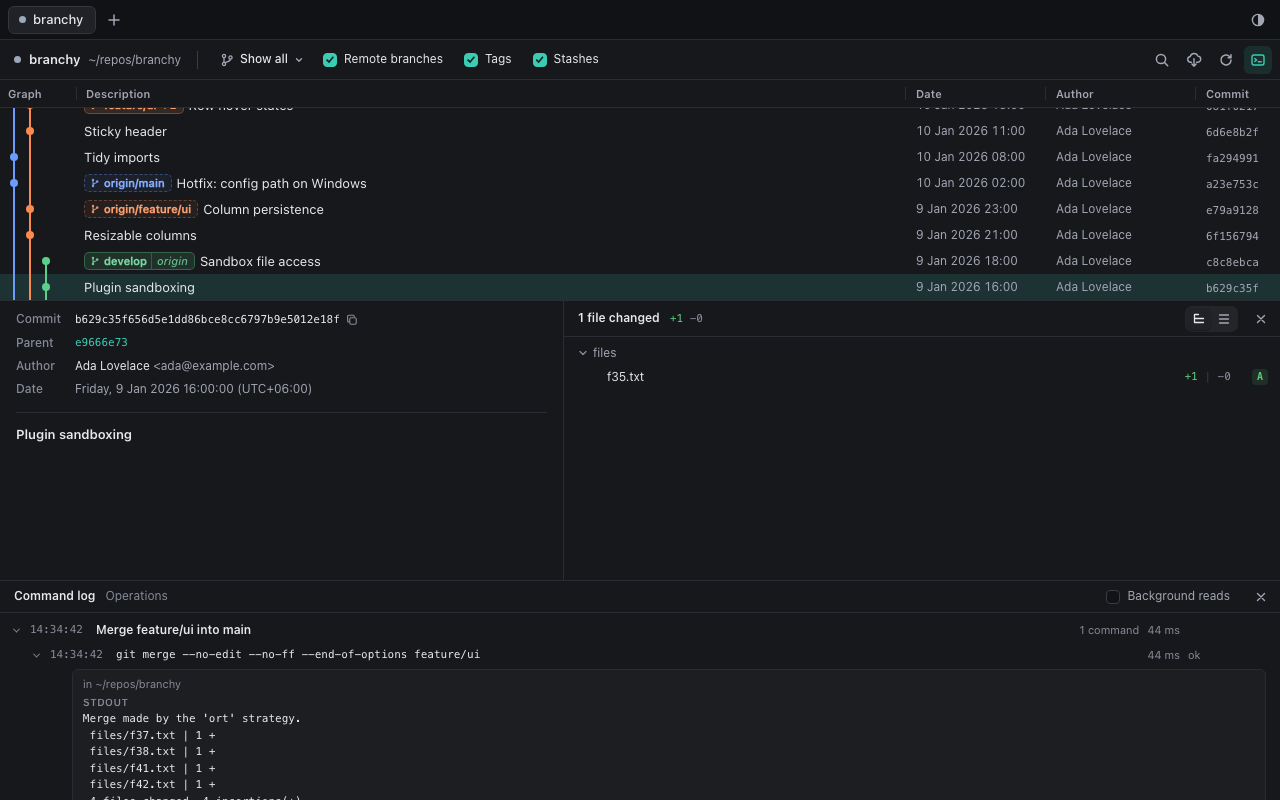 branchy
branchy ~/repos/branchy Show all Remote branches Tags Stashes
Graph Description Date Author Commit
Sticky header 10 Jan 2026 11:00 Ada Lovelace 6d6e8b2f
Tidy imports 10 Jan 2026 08:00 Ada Lovelace fa294991
origin/main Hotfix: config path on Windows 10 Jan 2026 02:00 Ada Lovelace a23e753c
origin/feature/ui Column persistence 9 Jan 2026 23:00 Ada Lovelace e79a9128
Resizable columns 9 Jan 2026 21:00 Ada Lovelace 6f156794
develop origin Sandbox file access 9 Jan 2026 18:00 Ada Lovelace c8c8ebca
Plugin sandboxing 9 Jan 2026 16:00 Ada Lovelace b629c35f
Commit b629c35f656d5e1dd86bce8cc6797b9e5012e18f
Parent e9666e73
Author Ada Lovelace <ada@example.com>
Date Friday, 9 Jan 2026 16:00:00 (UTC+06:00)
Plugin sandboxing
1 file changed +1 −0
files
f35.txt +1 | −0 A
Command log Operations Background reads
14:34:42 Merge feature/ui into main 1 command 44 ms
14:34:42 git merge --no-edit --no-ff --end-of-options feature/ui 44 ms ok
in ~/repos/branchy
STDOUT
Merge made by the 'ort' strategy.
files/f37.txt | 1 +
files/f38.txt | 1 +
files/f41.txt | 1 +
files/f42.txt | 1 +
4 files changed, 4 insertions(+)